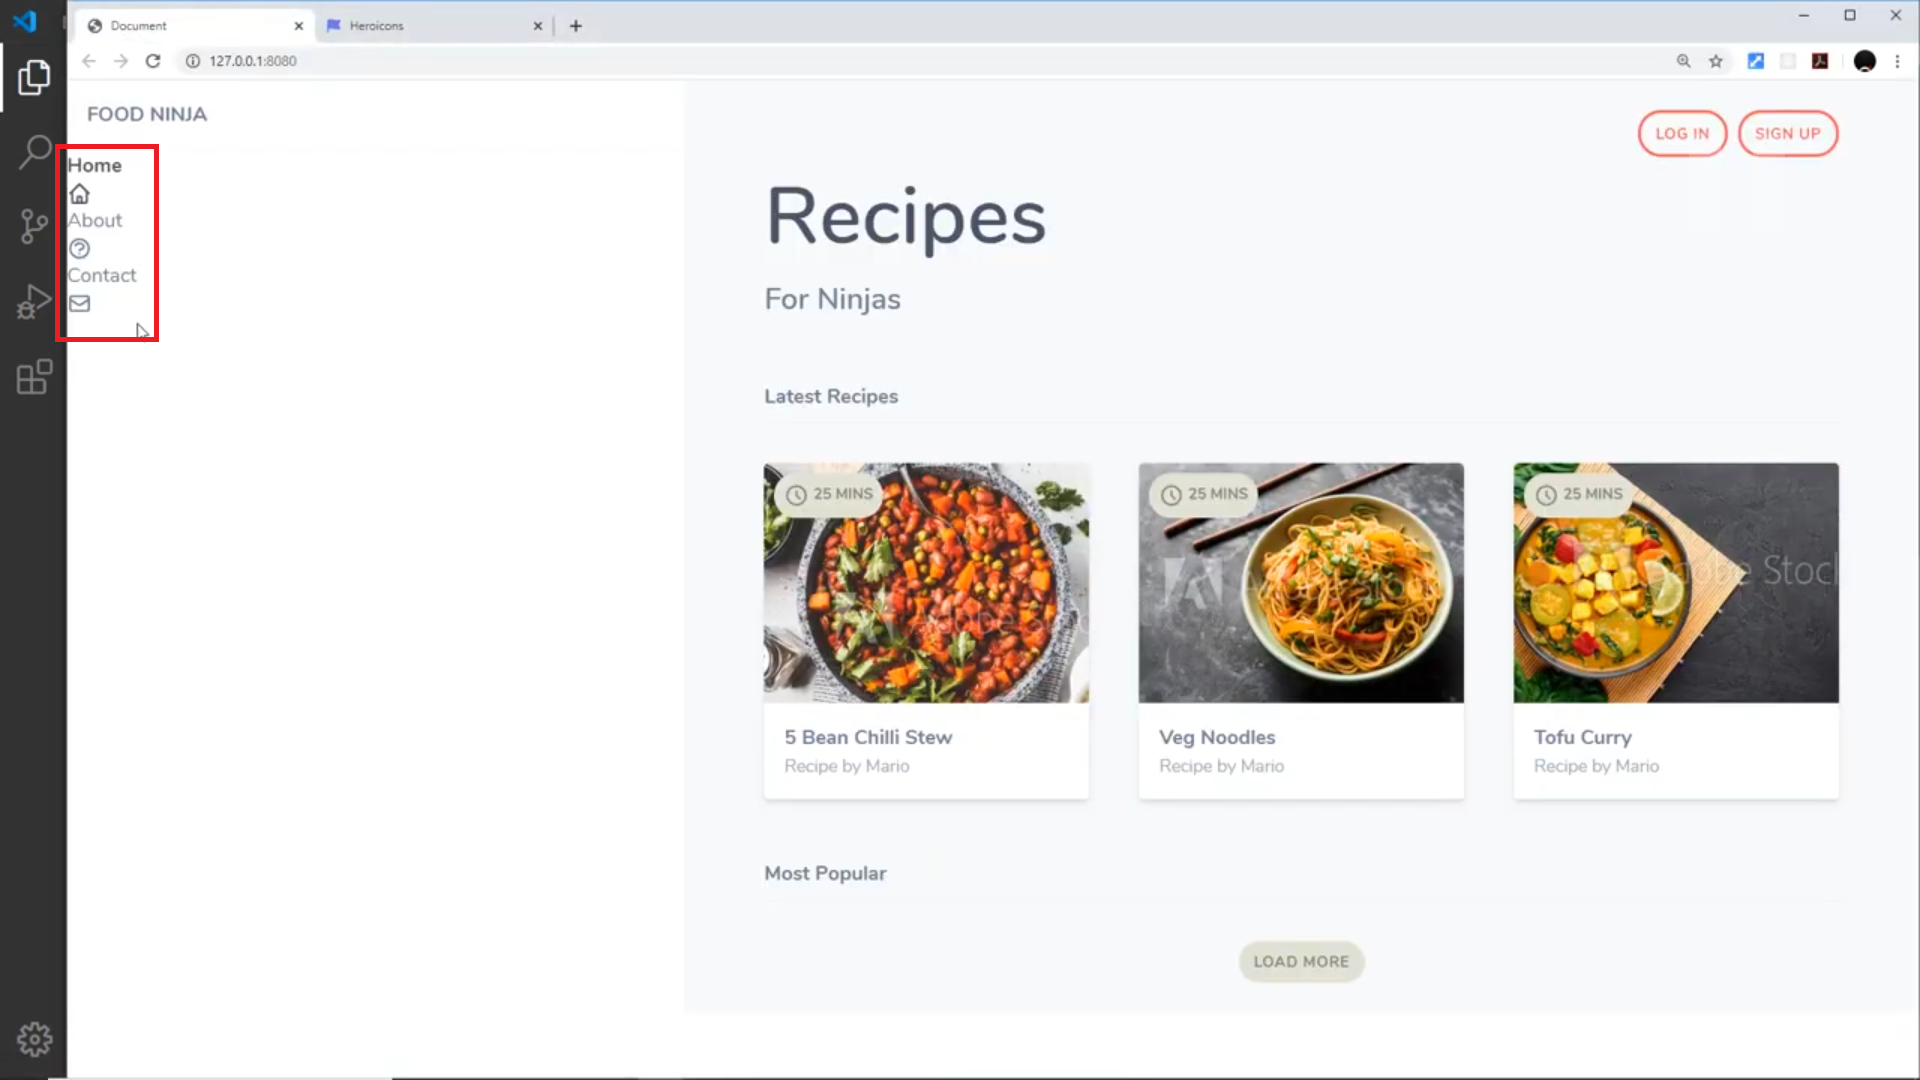 Document
Heroicons
127.0.0.1:8080
FOOD NINJA
Home
About
Contact
LOG IN
SIGN UP
Recipes
For Ninjas
Latest Recipes
25 MINS
25 MINS
25 MINS
Adobe Stock
5 Bean Chilli Stew
Recipe by Mario
Veg Noodles
Recipe by Mario
Tofu Curry
Recipe by Mario
Most Popular
LOAD MORE